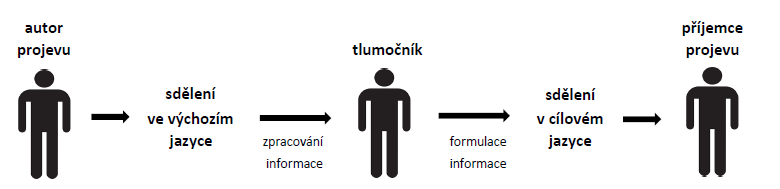 autor
projevu
sdělení
ve výchozím
jazyce
zpracování
informace
tlumočník
formulace
informace
sdělení
v cílovém
jazyce
příjemce
projevu